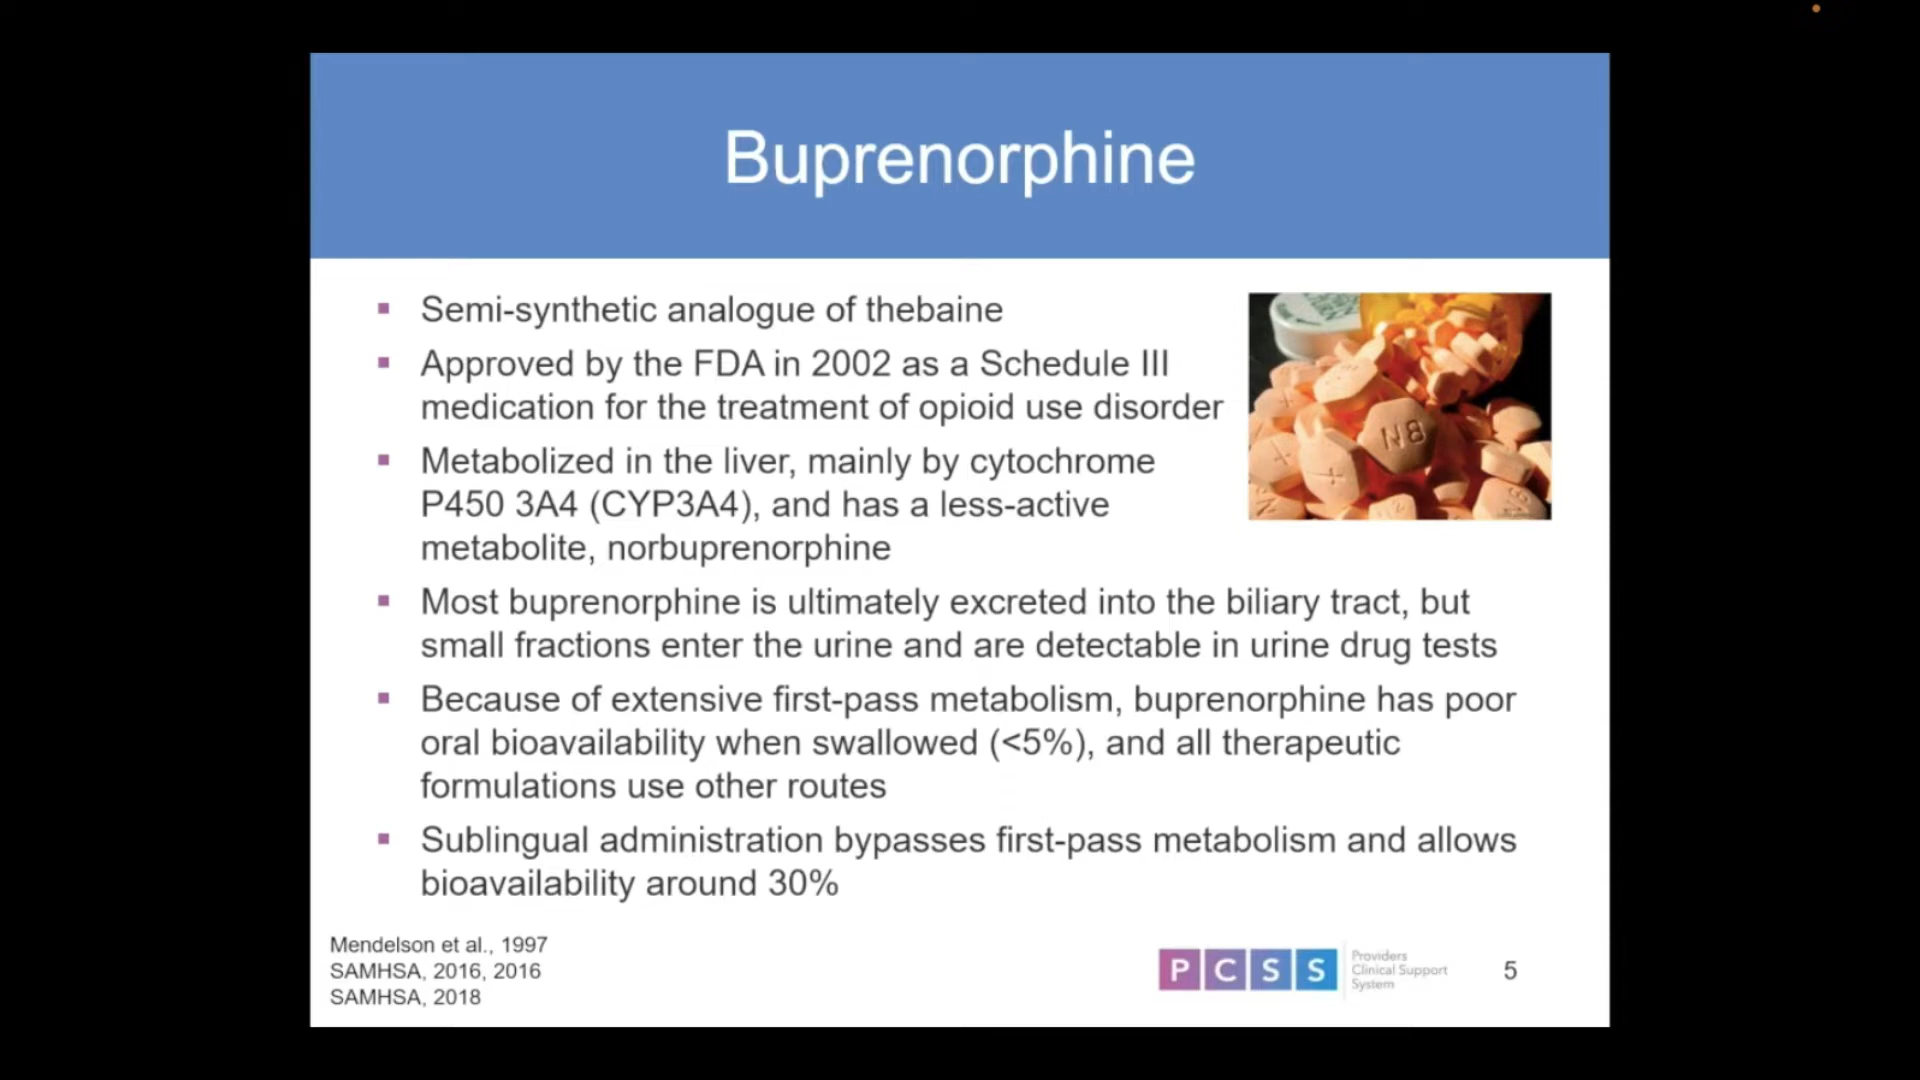 Buprenorphine
Semi-synthetic analogue of thebaine
Approved by the FDA in 2002 as a Schedule III
medication for the treatment of opioid use disorder
Metabolized in the liver, mainly by cytochrome
P450 3A4 (CYP3A4), and has a less-active
metabolite, norbuprenorphine
Most buprenorphine is ultimately excreted into the biliary tract, but
small fractions enter the urine and are detectable in urine drug tests
Because of extensive first-pass metabolism, buprenorphine has poor
oral bioavailability when swallowed (<5%), and all therapeutic
formulations use other routes
Sublingual administration bypasses first-pass metabolism and allows
bioavailability around 30%
N8
N8
Mendelson et al., 1997
SAMHSA, 2016, 2016
SAMHSA, 2018
PCSS
Providers
Clinical Support
System
5